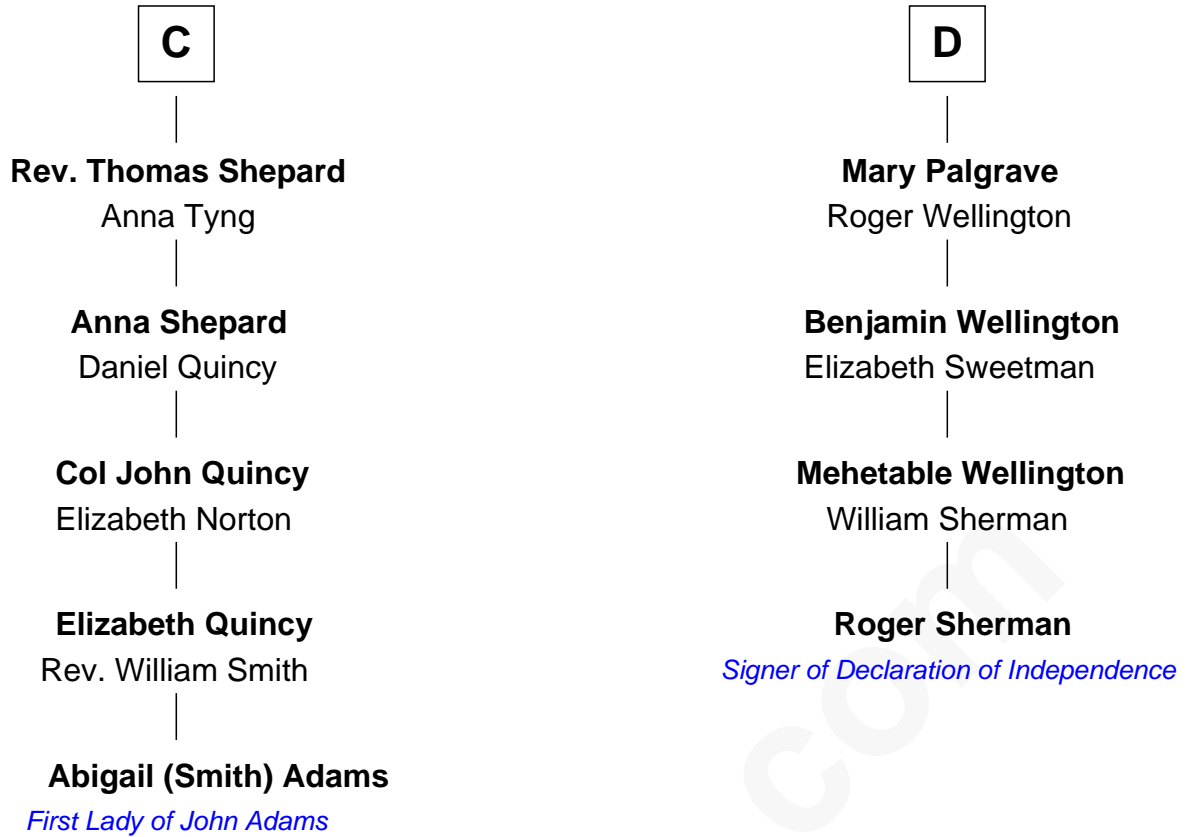 C
Rev. Thomas Shepard
Anna Tyng
Anna Shepard
Daniel Quincy
Col John Quincy
Elizabeth Norton
Elizabeth Quincy
Rev. William Smith
Abigail (Smith) Adams
First Lady of John Adams
D
Mary Palgrave
Roger Wellington
Benjamin Wellington
Elizabeth Sweetman
Mehetable Wellington
William Sherman
Roger Sherman
Signer of Declaration of Independence
com